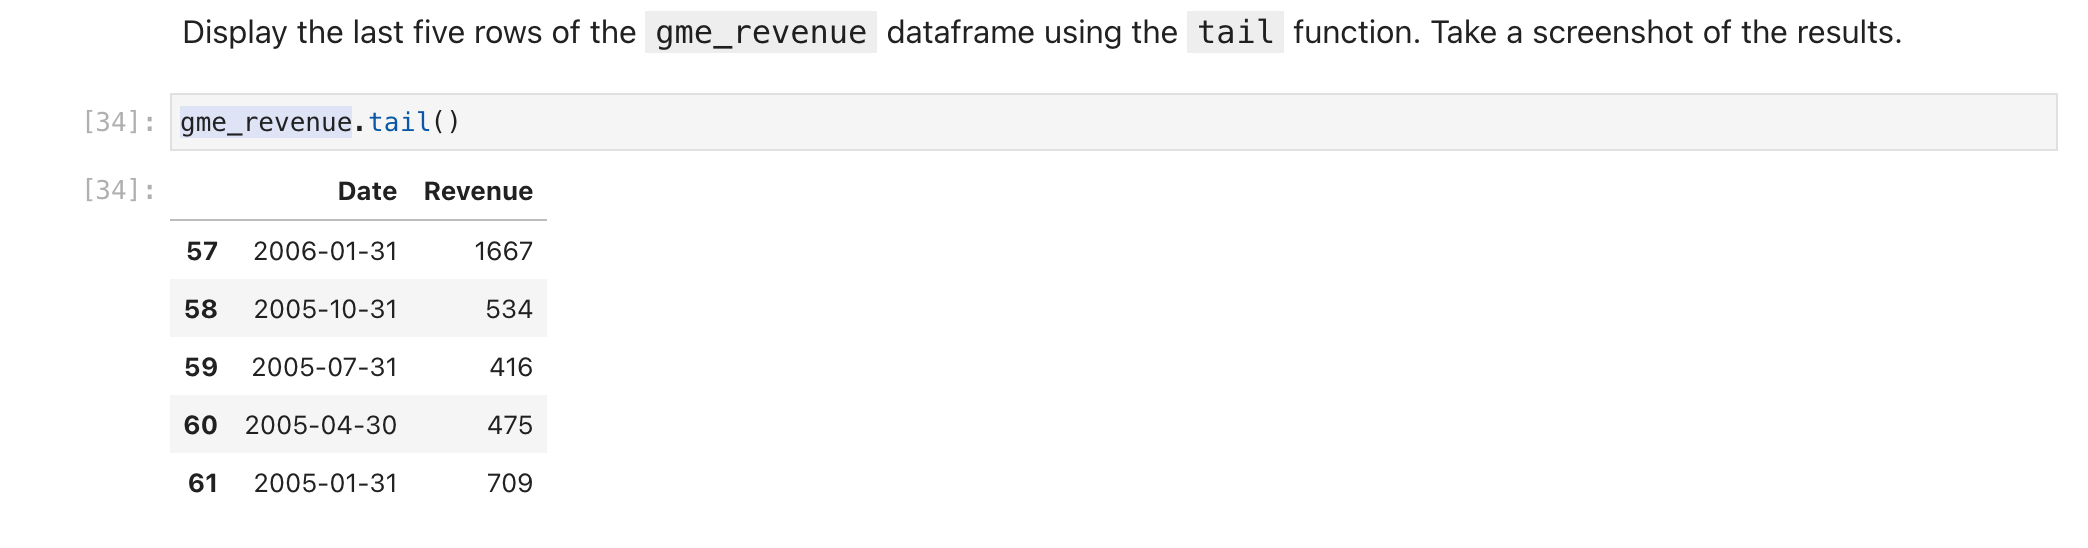 Display the last five rows of the gme_revenue dataframe using the tail function. Take a screenshot of the results.
[34]: gme_revenue.tail()
[34]: Date Revenue
57 2006-01-31 1667
58 2005-10-31 534
59 2005-07-31 416
60 2005-04-30 475
61 2005-01-31 709